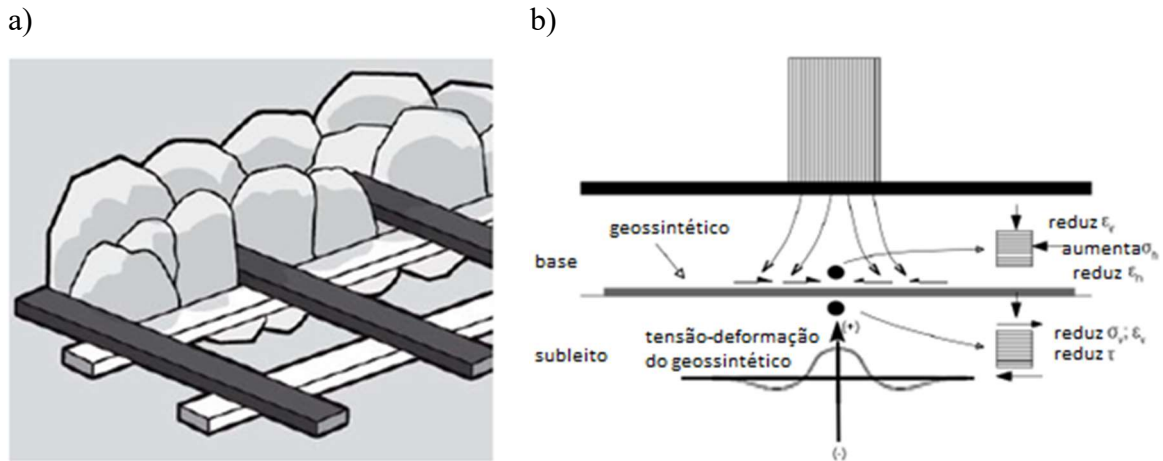 a)
b)
geossintético
base
reduz εᵥ
aumenta σₕ
reduz εₕ
(+)
tensão-deformação
do geossintético
subleito
reduz σᵥ; εᵥ
reduz τ
(-)